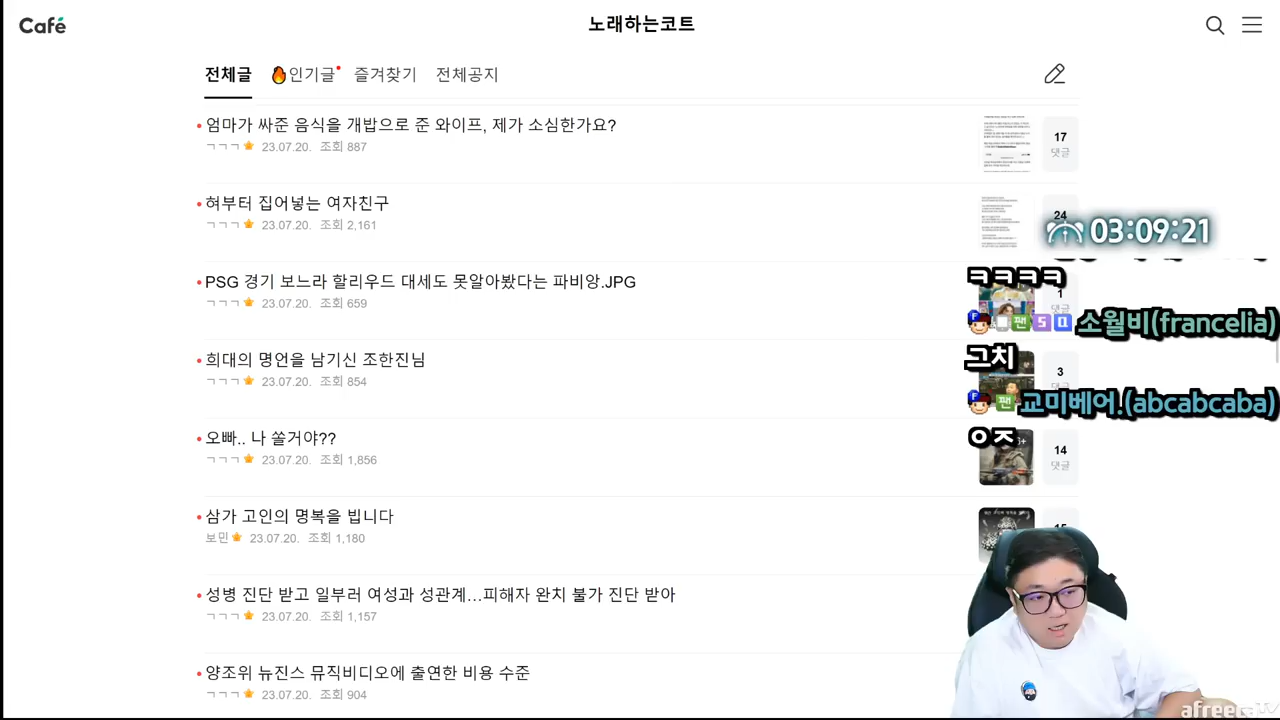 Café
노래하는코트
전체글 🔥인기글 즐겨찾기 전체공지
엄마가 싸준 음식을 개밥으로 준 와이프. 제가 소심한가요?
ㄱㄱㄱ 23.07.20. 조회 887
17
댓글
허부터 집어넣는 여자친구
ㄱㄱㄱ 23.07.20. 조회
24
03:09:21
PSG 경기 보느라 할리우드 대세도 못알아봤다는 파비앙.JPG
ㄱㄱㄱ 23.07.20. 조회 659
1
댓글
ㅋㅋㅋㅋ
소월비(francelia)
희대의 명언을 남기신 조한진님
ㄱㄱㄱ 23.07.20. 조회 854
3
그치
짼 교미베어.(abcabcaba)
오빠.. 나 쏠거야??
ㄱㄱㄱ 23.07.20. 조회 1,856
14
댓글
ㅇㅈ
삼가 고인의 명복을 빕니다
보민 23.07.20. 조회 1,180
성병 진단 받고 일부러 여성과 성관계...피해자 완치 불가 진단 받아
ㄱㄱㄱ 23.07.20. 조회 1,157
양조위 뉴진스 뮤직비디오에 출연한 비용 수준
ㄱㄱㄱ 23.07.20. 조회 904
afreecaTV